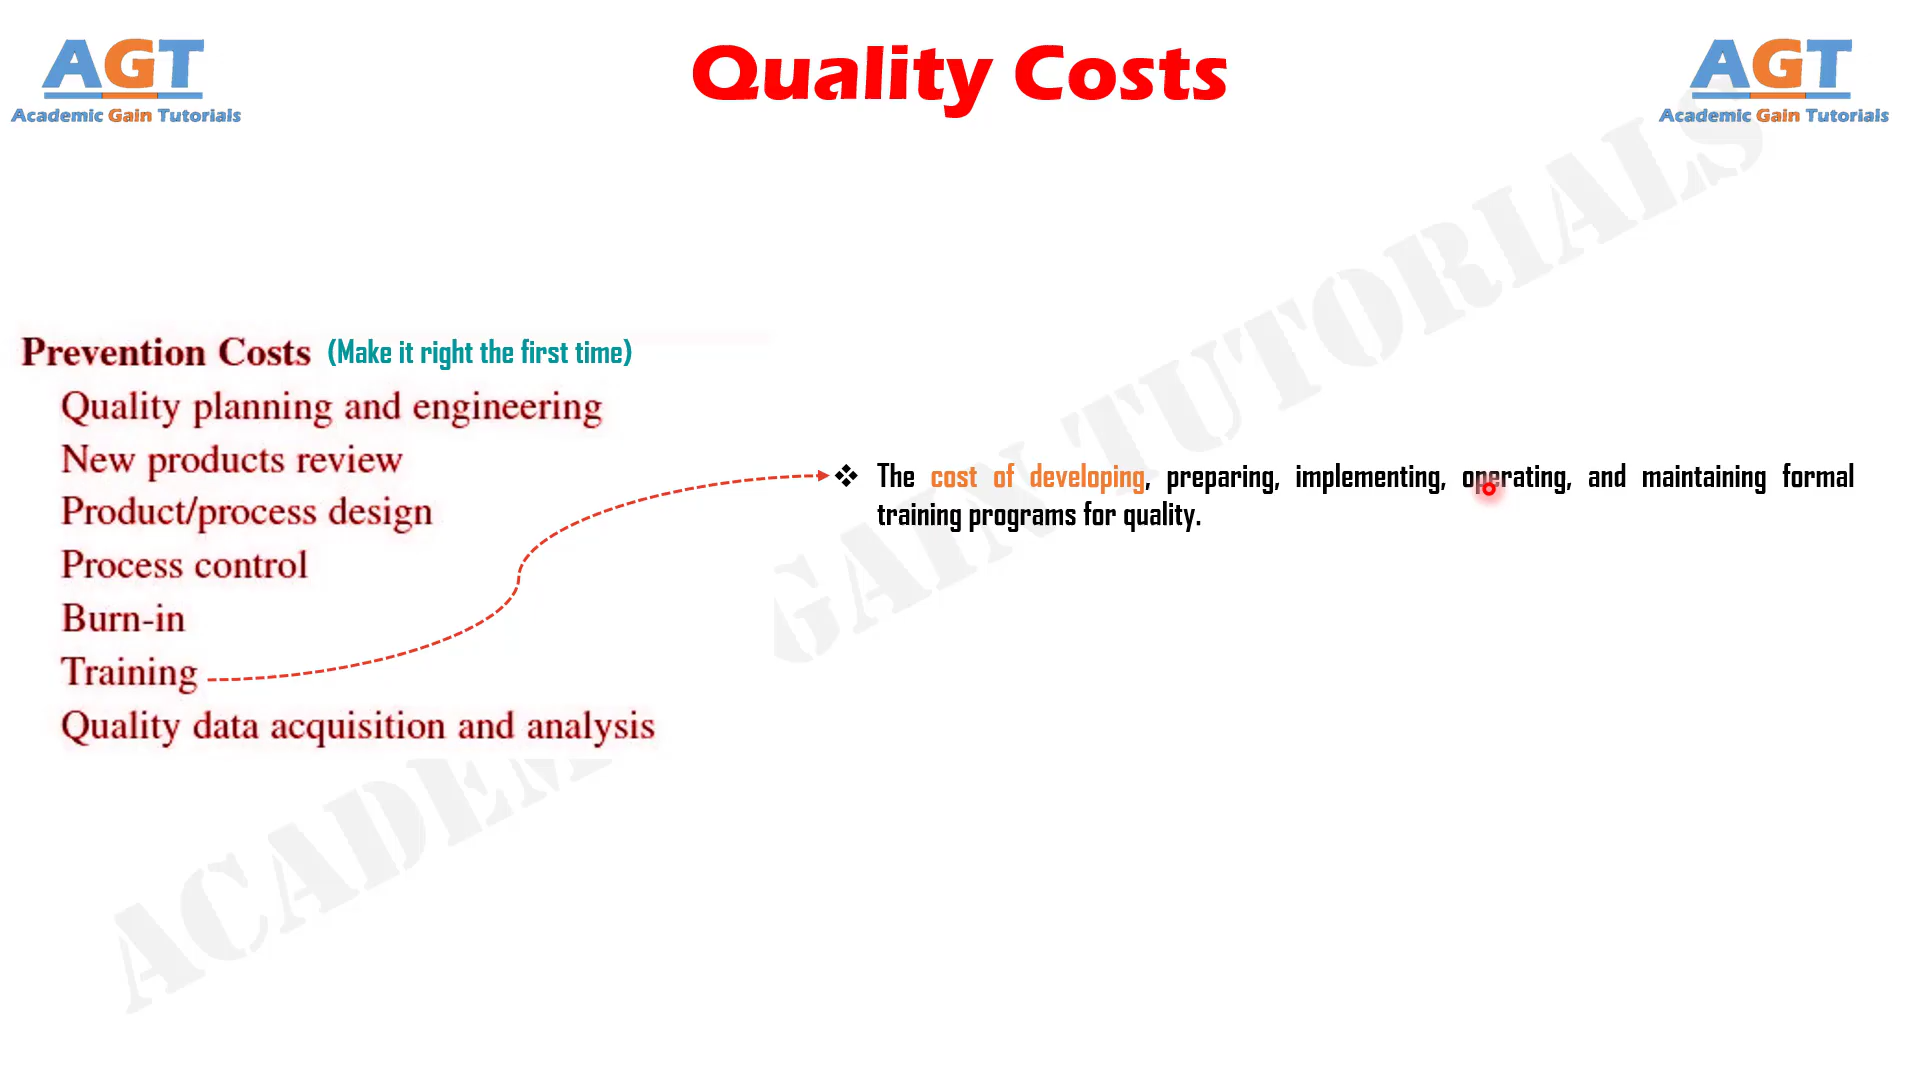 AGT
Academic Gain Tutorials
Quality Costs
AGT
Academic Gain Tutorials
Prevention Costs (Make it right the first time)
Quality planning and engineering
New products review
Product/process design
Process control
Burn-in
Training
Quality data acquisition and analysis
❖ The cost of developing, preparing, implementing, operating, and maintaining formal
training programs for quality.
ACADEM GAIN TUTORIALS